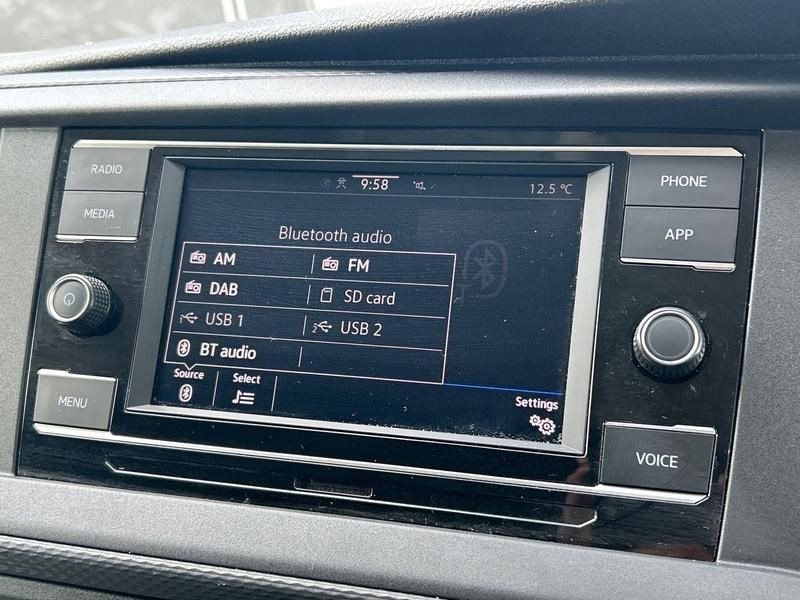 RADIO
MEDIA
MENU
9:58
12.5 °C
Bluetooth audio
AM
FM
DAB
SD card
USB 1
USB 2
BT audio
Source
Select
Settings
PHONE
APP
VOICE